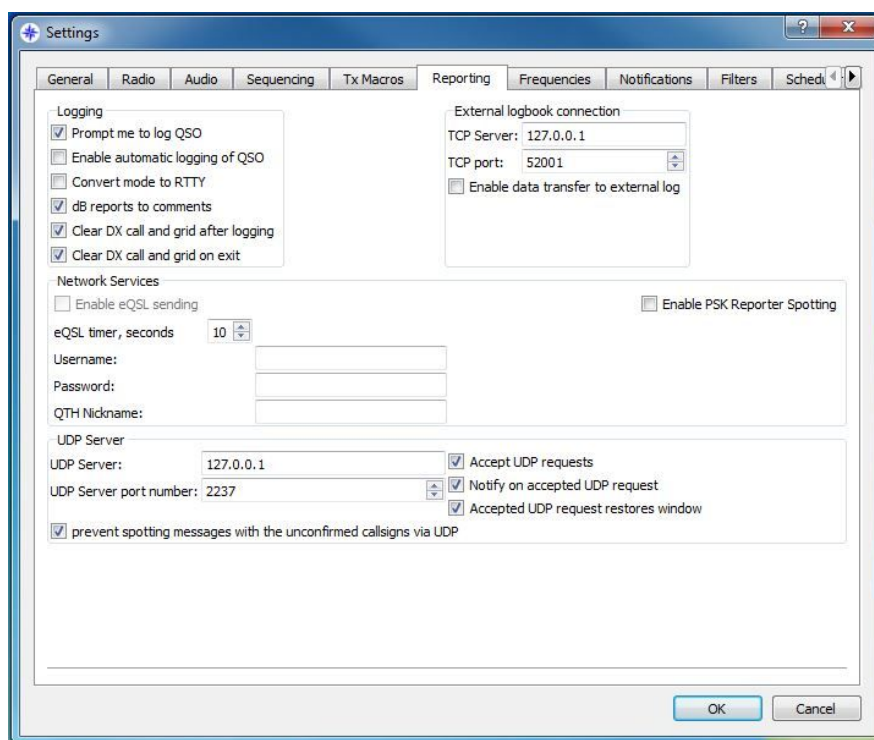 Settings
General Radio Audio Sequencing Tx Macros Reporting Frequencies Notifications Filters
Logging
Prompt me to log QSO
Enable automatic logging of QSO
Convert mode to RTTY
dB reports to comments
Clear DX call and grid after logging
Clear DX call and grid on exit
External logbook connection
TCP Server: 127.0.0.1
TCP port: 52001
Enable data transfer to external log
Network Services
Enable eQSL sending
Enable PSK Reporter Spotting
eQSL timer, seconds 10
Username:
Password:
QTH Nickname:
UDP Server
UDP Server: 127.0.0.1
Accept UDP requests
UDP Server port number: 2237
Notify on accepted UDP request
Accepted UDP request restores window
prevent spotting messages with the unconfirmed callsigns via UDP
OK Cancel